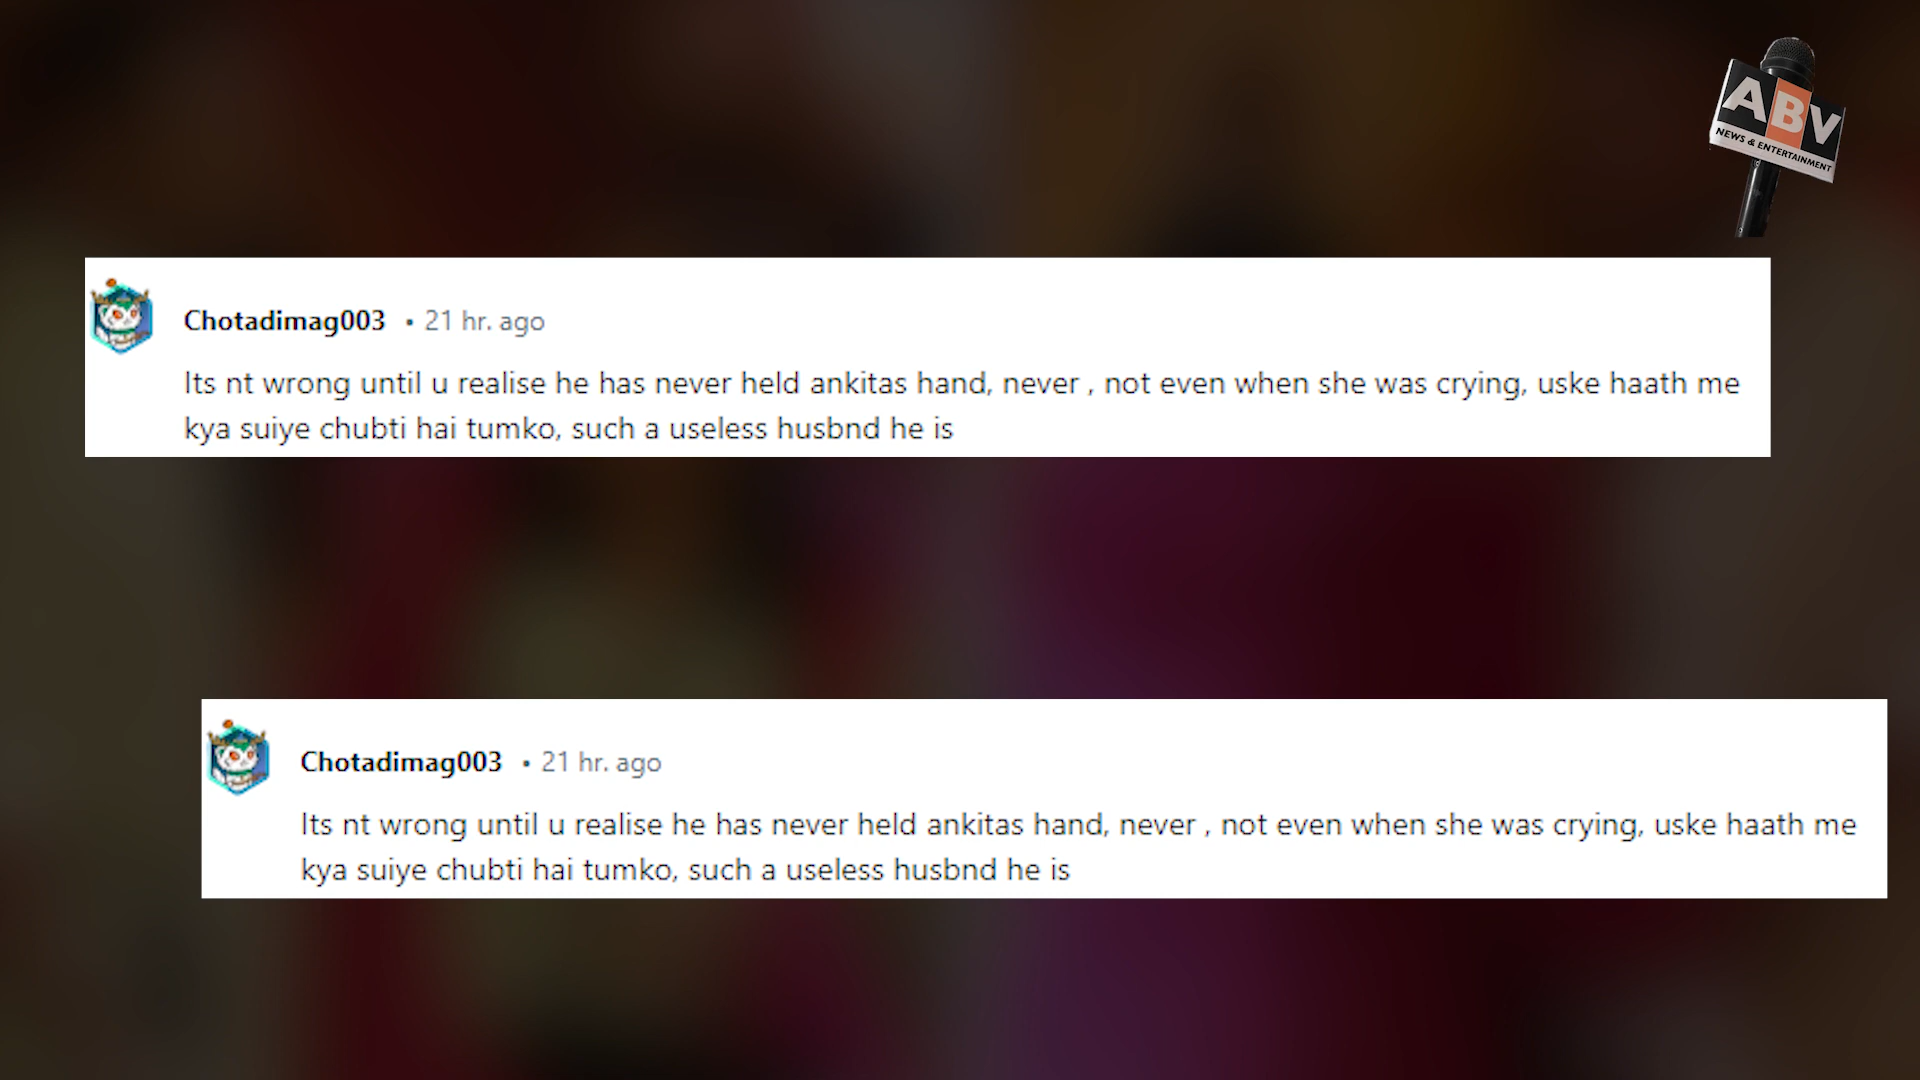 ABV
NEWS & ENTERTAINMENT
Chotadimag003 • 21 hr. ago
Its nt wrong until u realise he has never held ankitas hand, never , not even when she was crying, uske haath me
kya suiye chubti hai tumko, such a useless husbnd he is
Chotadimag003 • 21 hr. ago
Its nt wrong until u realise he has never held ankitas hand, never , not even when she was crying, uske haath me
kya suiye chubti hai tumko, such a useless husbnd he is